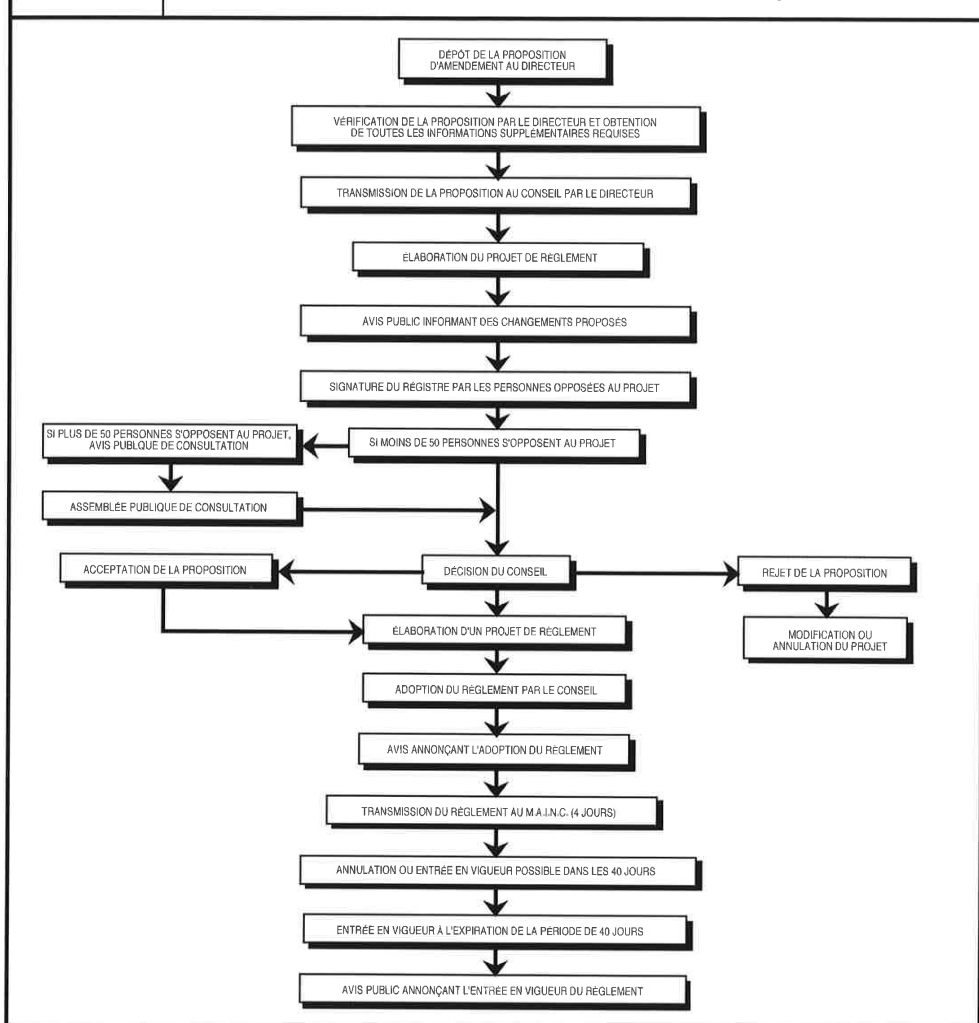 DÉPÔT DE LA PROPOSITION
D'AMENDEMENT AU DIRECTEUR
VÉRIFICATION DE LA PROPOSITION PAR LE DIRECTEUR ET OBTENTION
DE TOUTES LES INFORMATIONS SUPPLÉMENTAIRES REQUISES
TRANSMISSION DE LA PROPOSITION AU CONSEIL PAR LE DIRECTEUR
ÉLABORATION DU PROJET DE RÈGLEMENT
AVIS PUBLIC INFORMANT DES CHANGEMENTS PROPOSÉS
SIGNATURE DU RÉGISTRE PAR LES PERSONNES OPPOSÉES AU PROJET
SI PLUS DE 50 PERSONNES S'OPPOSENT AU PROJET,
AVIS PUBLQUE DE CONSULTATION
SI MOINS DE 50 PERSONNES S'OPPOSENT AU PROJET
ASSEMBLÉE PUBLIQUE DE CONSULTATION
ACCEPTATION DE LA PROPOSITION
DÉCISION DU CONSEIL
REJET DE LA PROPOSITION
ÉLABORATION D'UN PROJET DE RÈGLEMENT
MODIFICATION OU
ANNULATION DU PROJET
ADOPTION DU RÈGLEMENT PAR LE CONSEIL
AVIS ANNONÇANT L'ADOPTION DU RÈGLEMENT
TRANSMISSION DU RÈGLEMENT AU M.A.I.N.C. (4 JOURS)
ANNULATION OU ENTRÉE EN VIGUEUR POSSIBLE DANS LES 40 JOURS
ENTRÉE EN VIGUEUR À L'EXPIRATION DE LA PÉRIODE DE 40 JOURS
AVIS PUBLIC ANNONÇANT L'ENTRÉE EN VIGUEUR DU RÈGLEMENT